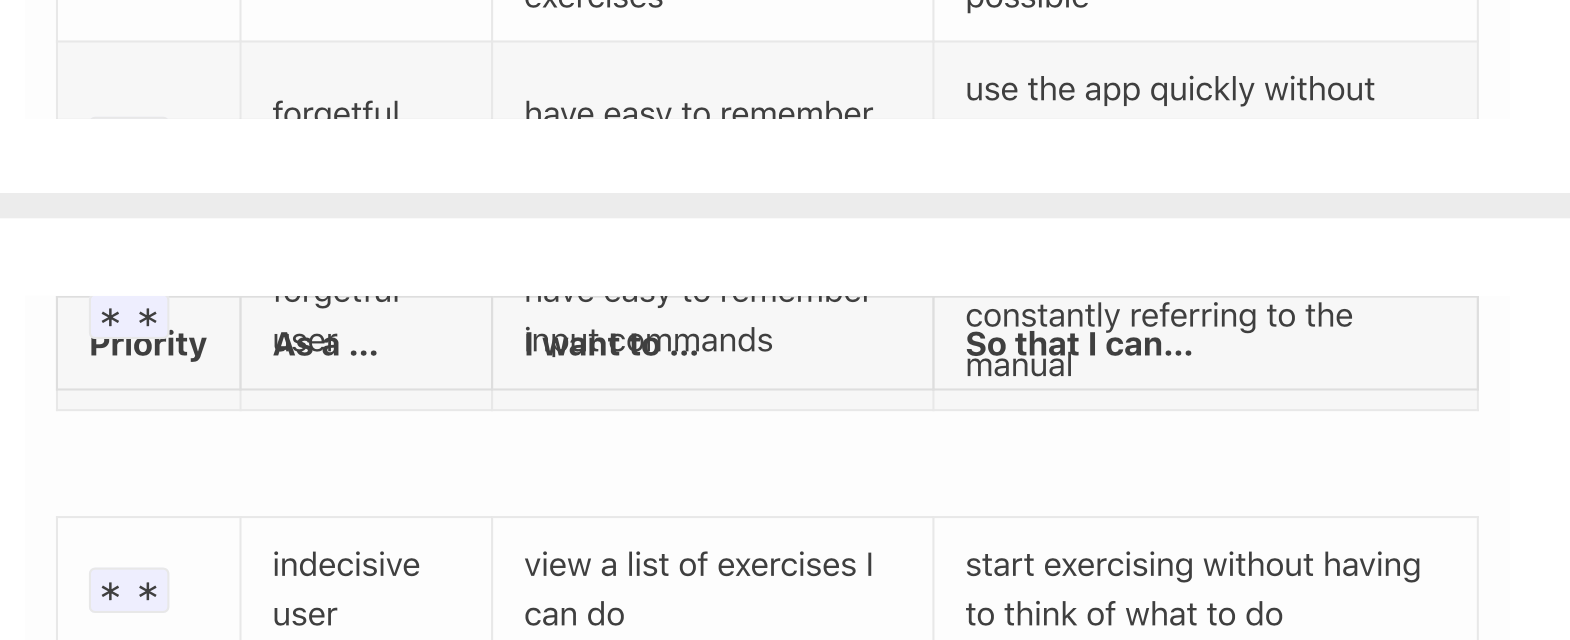 exercises
possible
use the app quickly without
forgetful
have easy to remember
forgetful
have easy to remember
* *
constantly referring to the
user
input commands
Priority
As a ...
I want to ...
So that I can...
manual
indecisive
view a list of exercises I
start exercising without having
* *
user
can do
to think of what to do